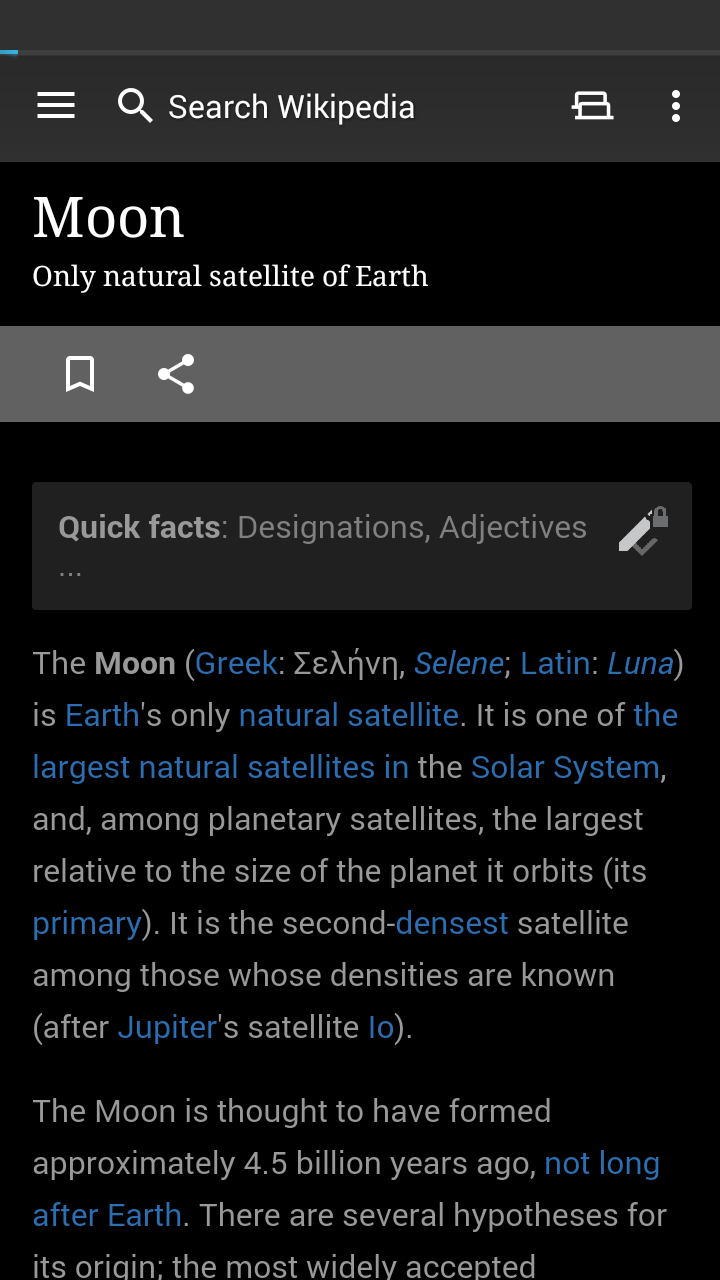 Search Wikipedia
Moon
Only natural satellite of Earth
Quick facts: Designations, Adjectives
...
The Moon (Greek: Σελήνη, Selene; Latin: Luna)
is Earth's only natural satellite. It is one of the
largest natural satellites in the Solar System,
and, among planetary satellites, the largest
relative to the size of the planet it orbits (its
primary). It is the second-densest satellite
among those whose densities are known
(after Jupiter's satellite Io).
The Moon is thought to have formed
approximately 4.5 billion years ago, not long
after Earth. There are several hypotheses for
its origin; the most widely accepted